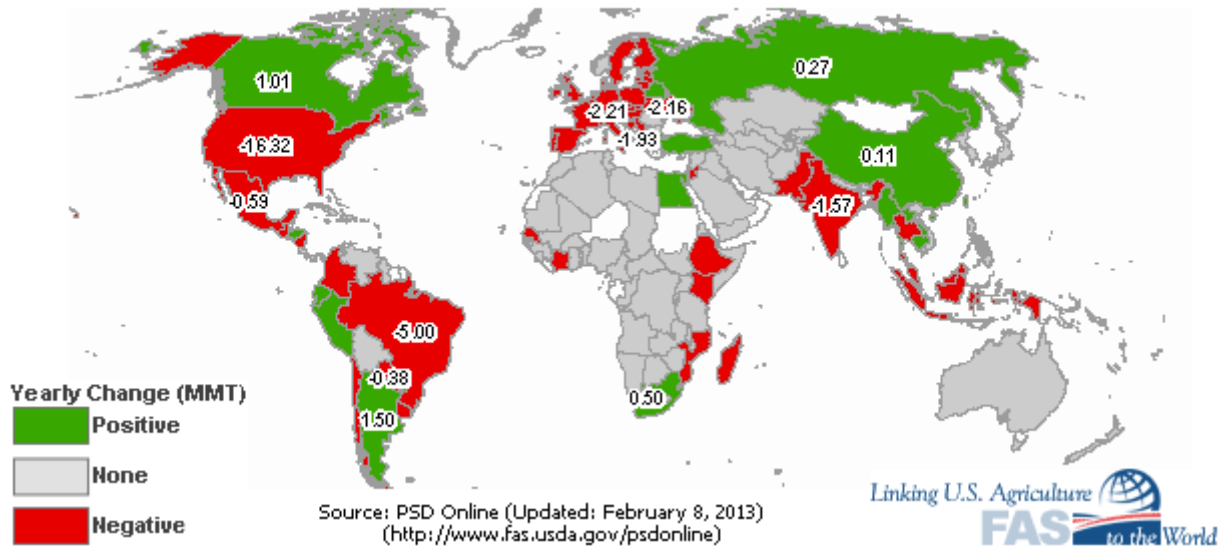 1.01
0.27
-2.21
-2.16
-16.32
-1.93
0.11
-0.59
-1.57
-5.00
-0.38
1.50
0.50
Yearly Change (MMT)
Positive
None
Negative
Source: PSD Online (Updated: February 8, 2013)
(http://www.fas.usda.gov/psdonline)
Linking U.S. Agriculture
FAS to the World